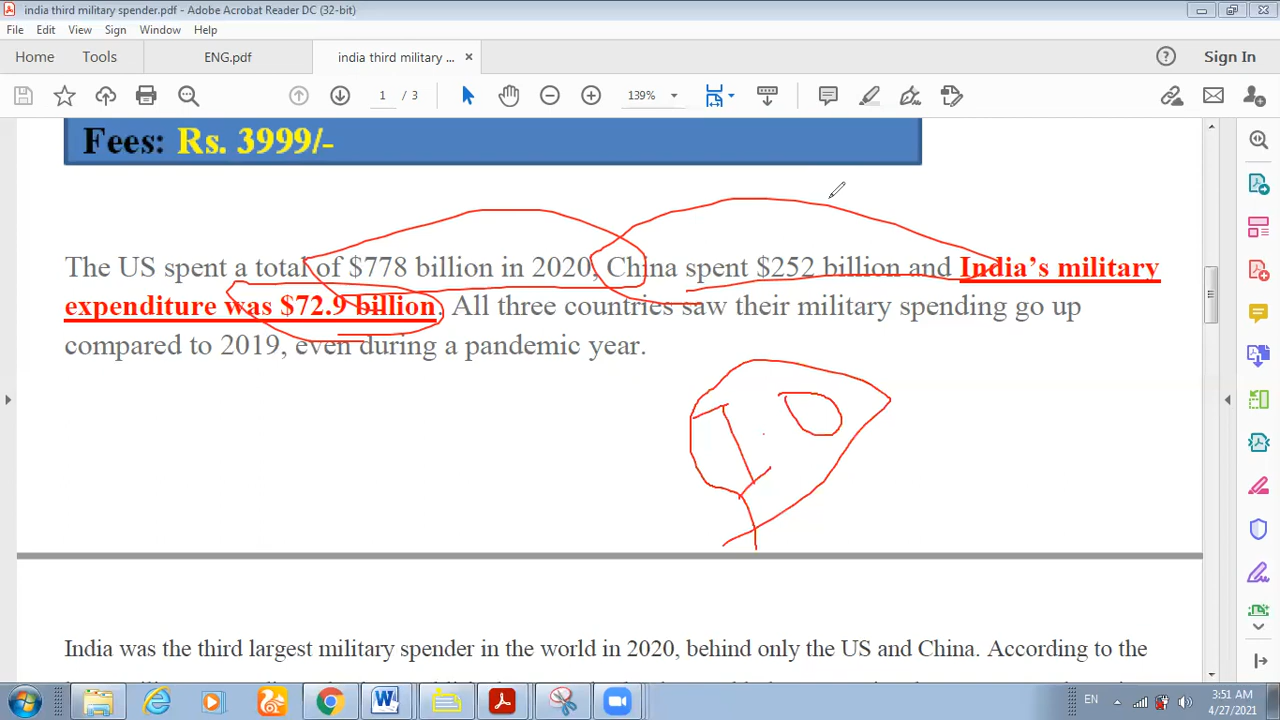 india third military spender.pdf - Adobe Acrobat Reader DC (32-bit)
File Edit View Sign Window Help
Home Tools ENG.pdf india third military ... × Sign In
1 / 3 139%
Fees: Rs. 3999/-
The US spent a total of $778 billion in 2020, China spent $252 billion and India's military
expenditure was $72.9 billion. All three countries saw their military spending go up
compared to 2019, even during a pandemic year.
India was the third largest military spender in the world in 2020, behind only the US and China. According to the
EN 3:51 AM
4/27/2021